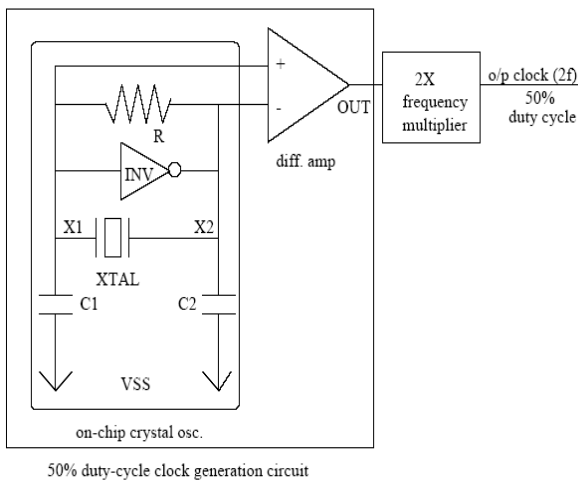 +
-
R
INV
X1
X2
XTAL
C1
C2
VSS
on-chip crystal osc.
OUT
diff. amp
2X
frequency
multiplier
o/p clock (2f)
50%
duty cycle
50% duty-cycle clock generation circuit